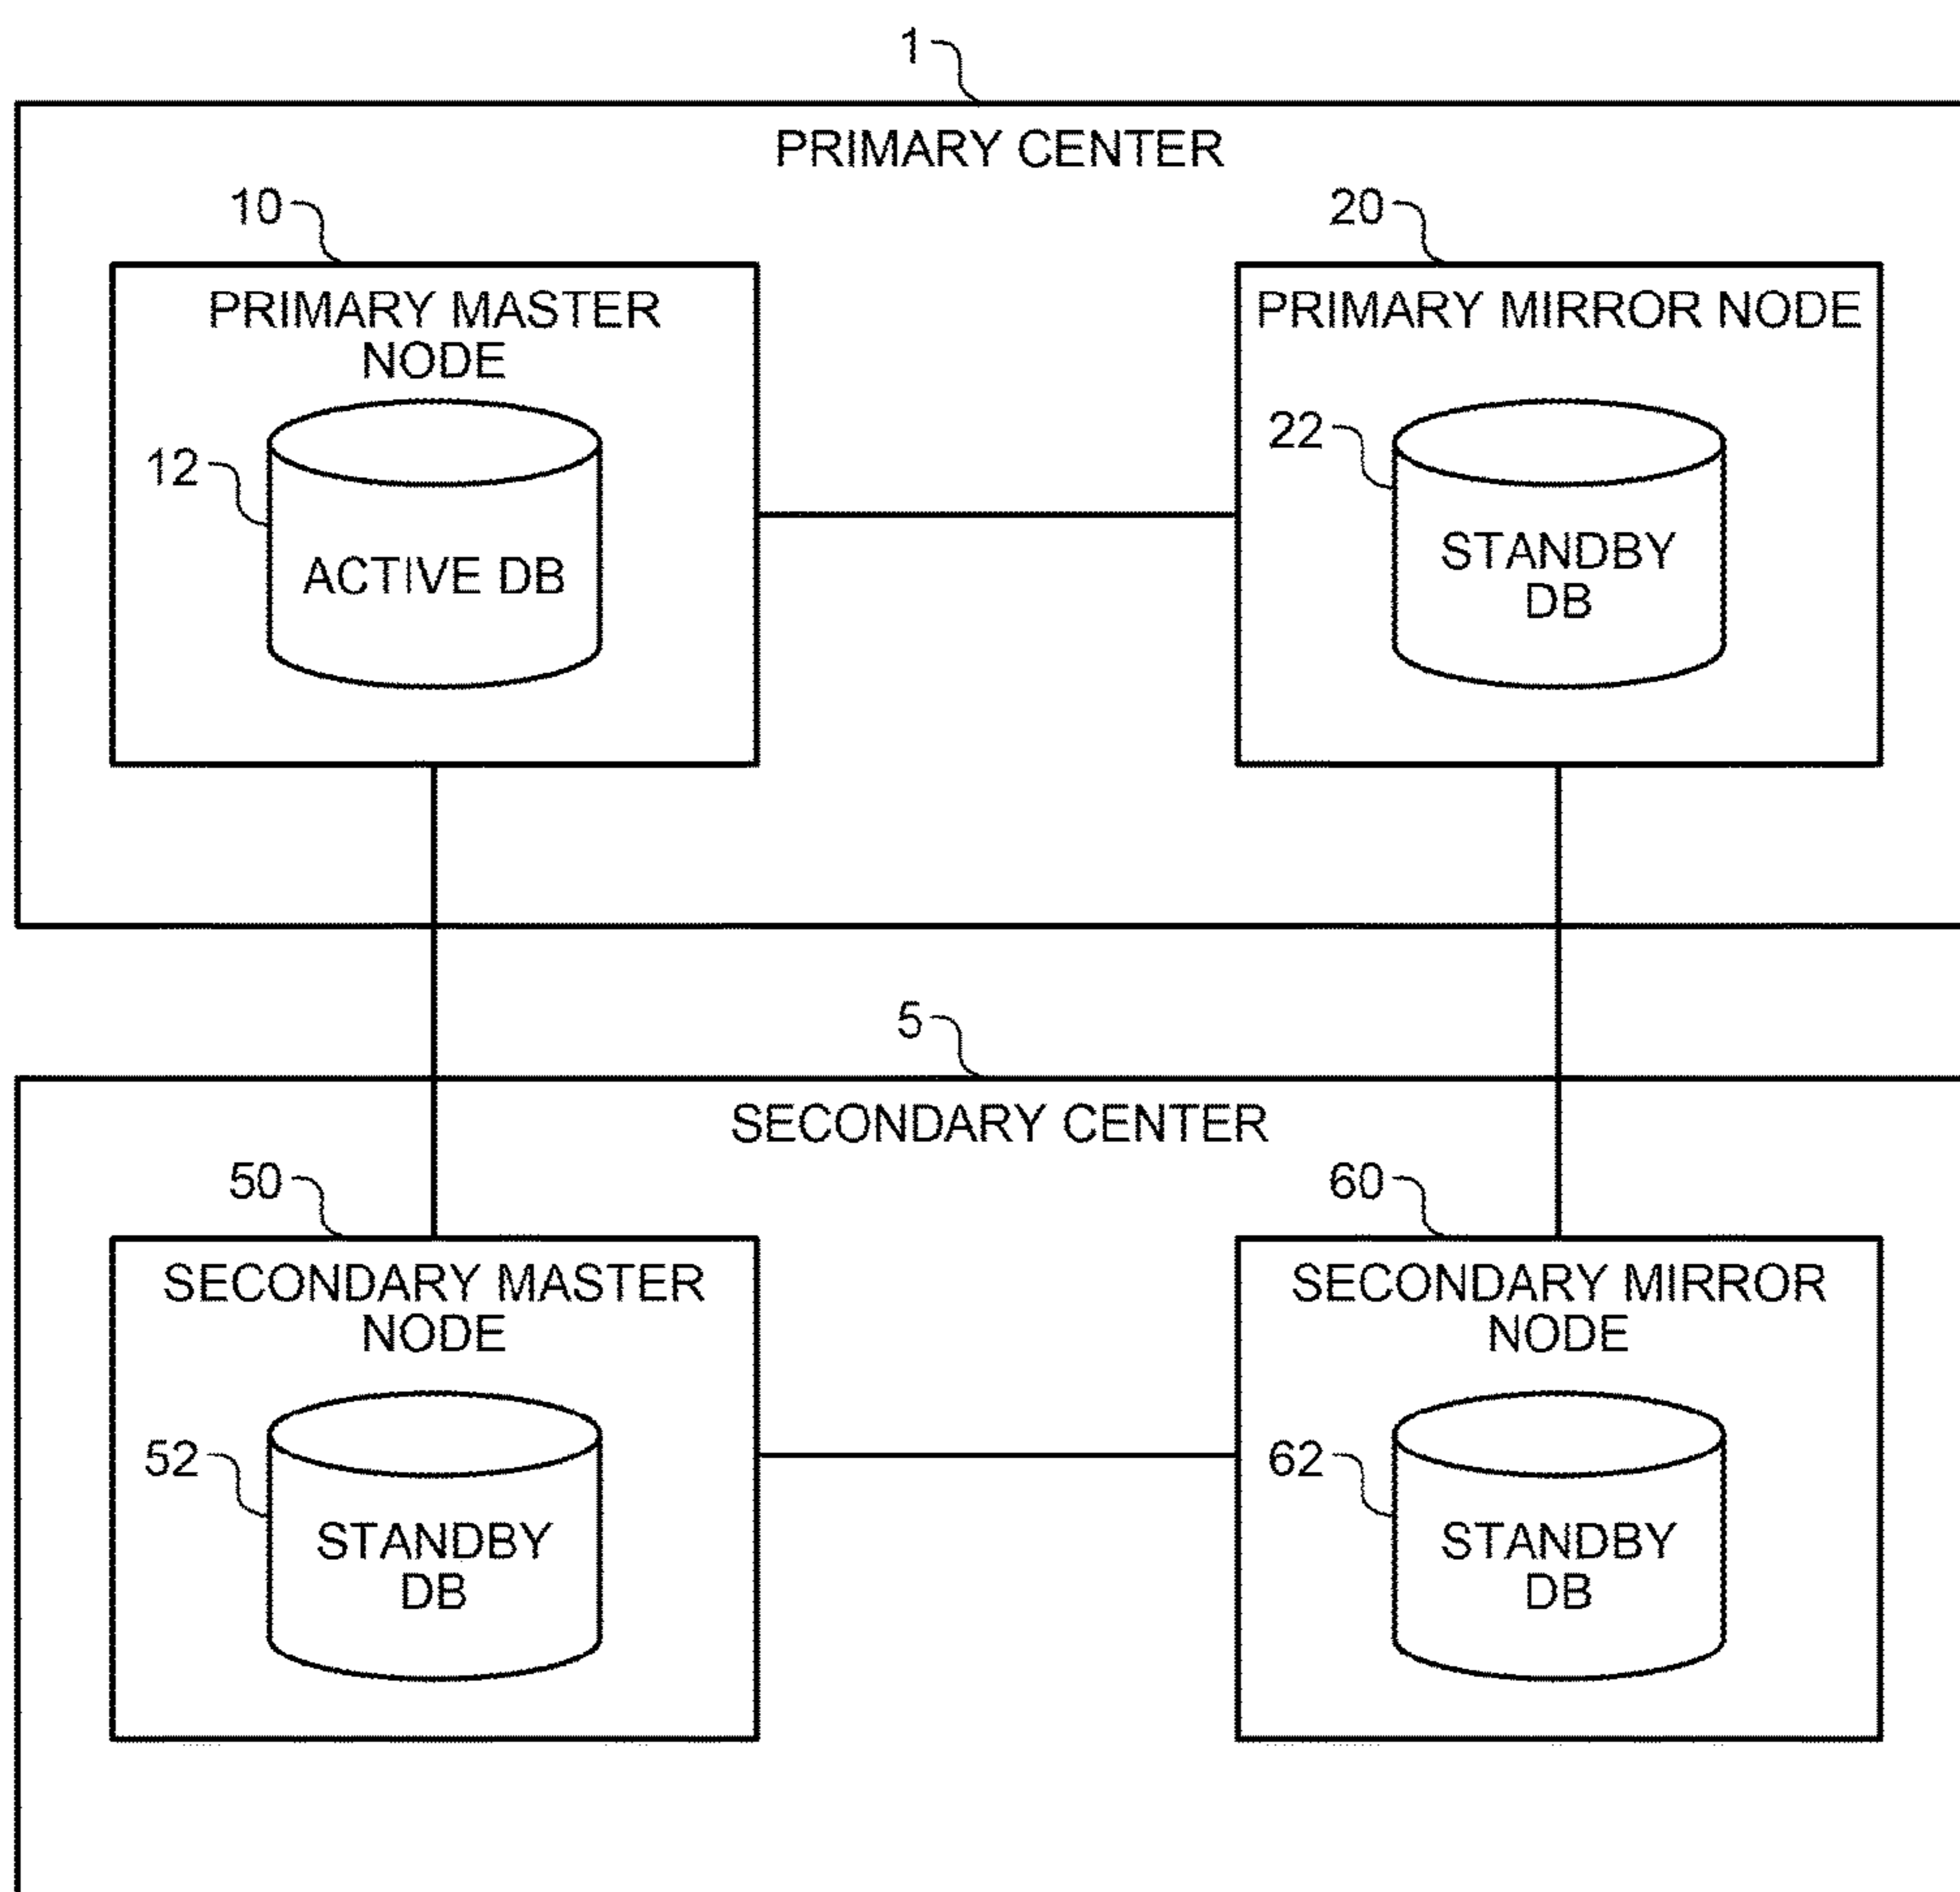 1
PRIMARY CENTER
10
20
PRIMARY MASTER
NODE
PRIMARY MIRROR NODE
12
ACTIVE DB
22
STANDBY
DB
5
SECONDARY CENTER
50
60
SECONDARY MASTER
NODE
SECONDARY MIRROR
NODE
52
STANDBY
DB
62
STANDBY
DB